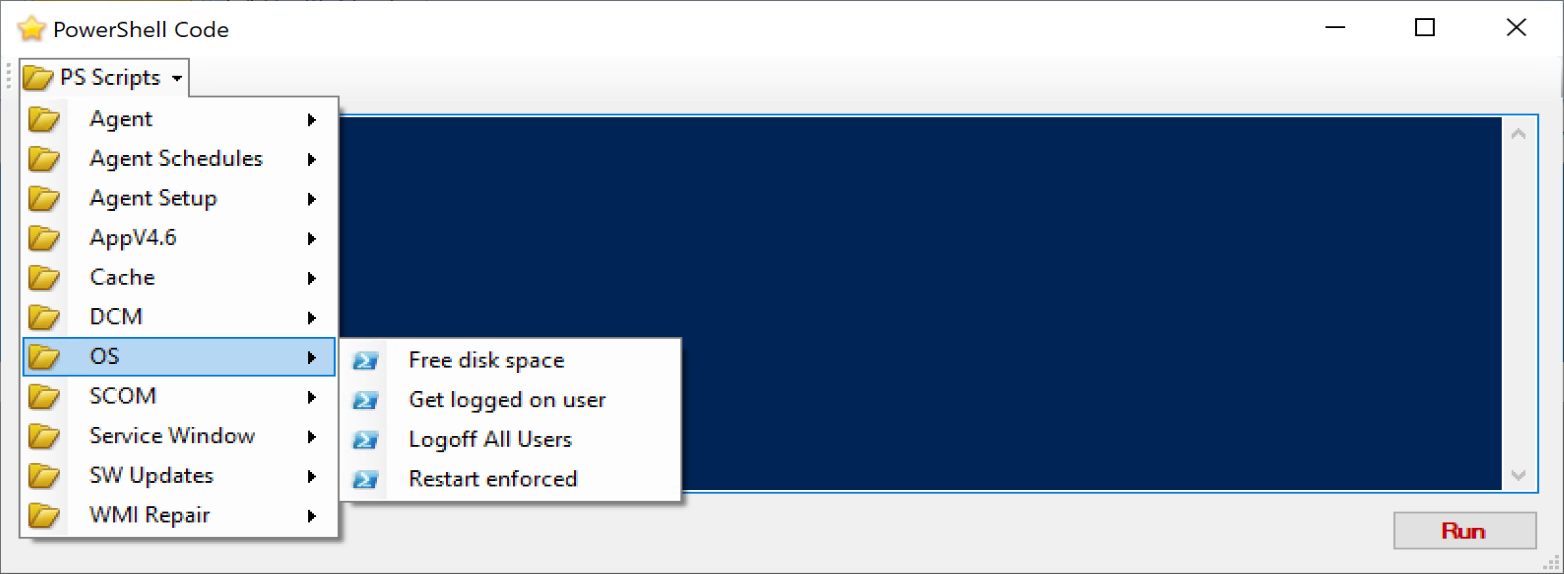 PowerShell Code
PS Scripts
Agent
Agent Schedules
Agent Setup
AppV4.6
Cache
DCM
OS
SCOM
Service Window
SW Updates
WMI Repair
Free disk space
Get logged on user
Logoff All Users
Restart enforced
Run